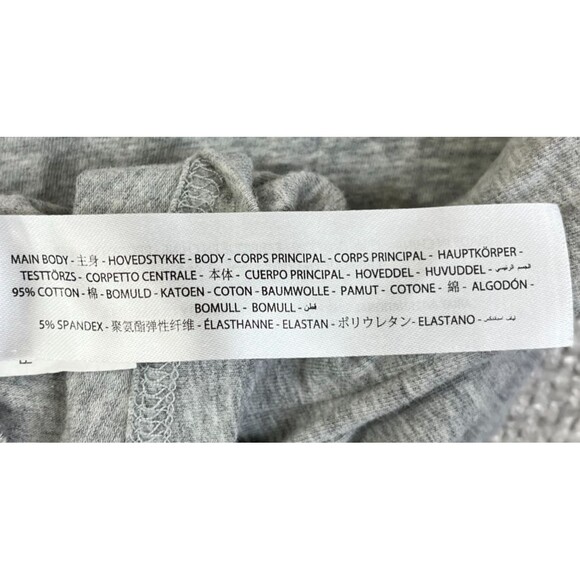 MAIN BODY - 主身 - HOVEDSTYKKE - BODY - CORPS PRINCIPAL - CORPS PRINCIPAL - HAUPTKÖRPER -
TESTTÖRZS - CORPETTO CENTRALE - 本体 - CUERPO PRINCIPAL - HOVEDDEL - HUVUDDEL - الجسم الرئيسي
95% COTTON - 棉 - BOMULD - KATOEN - COTON - BAUMWOLLE - PAMUT - COTONE - 綿 - ALGODÓN -
BOMULL - BOMULL - قطن
5% SPANDEX - 聚氨酯弹性纤维 - ÉLASTHANNE - ELASTAN - ポリウレタン - ELASTANO -